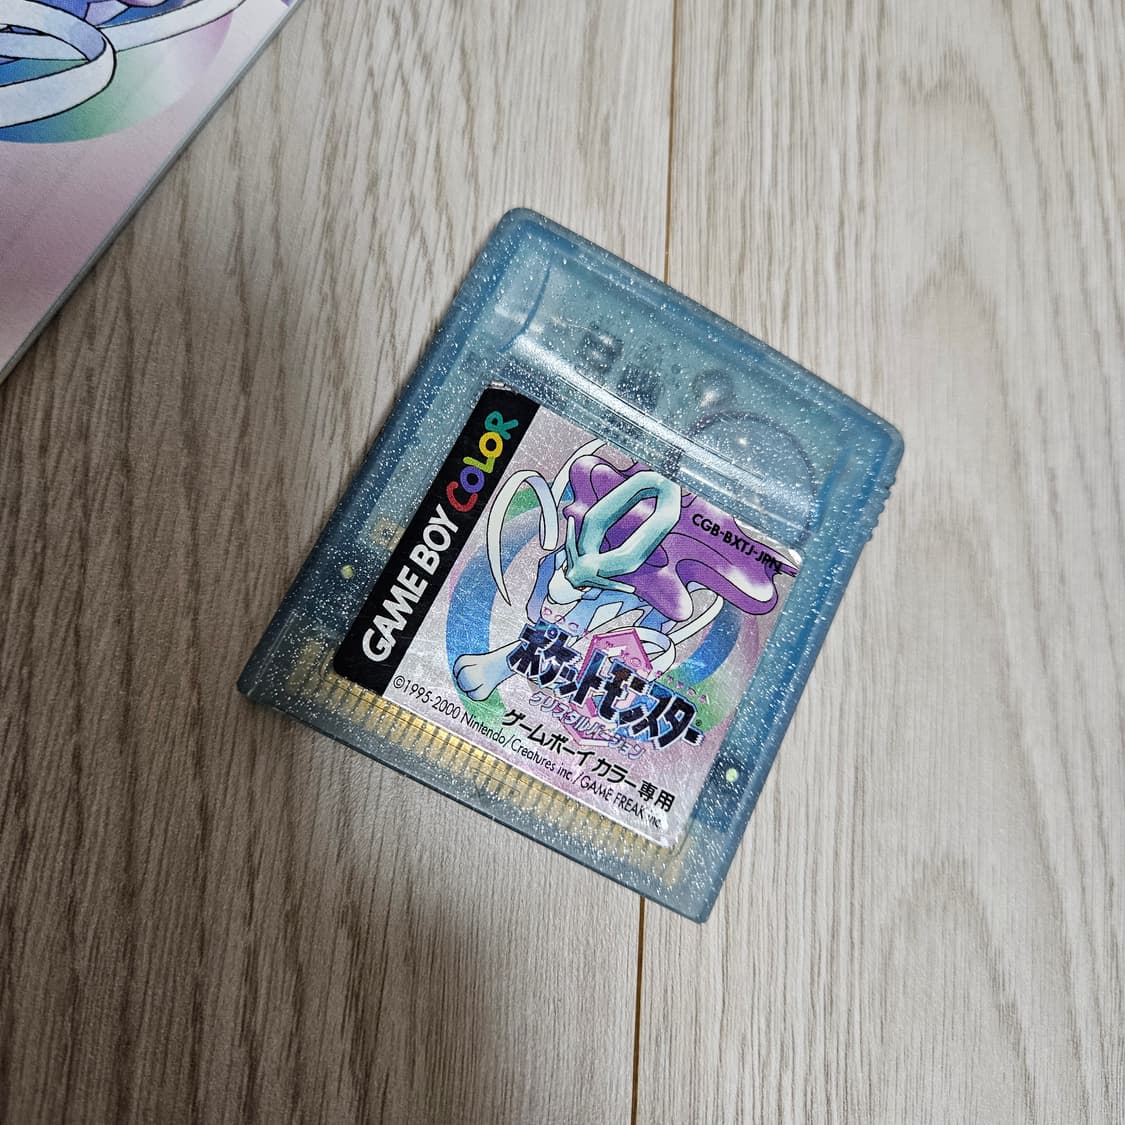 GAME BOY COLOR
CGB-BXTJ-JPN
ポケットモンスター
クリスタルバージョン
ゲームボーイカラー専用
©1995-2000 Nintendo/Creatures inc./GAME FREAK inc.